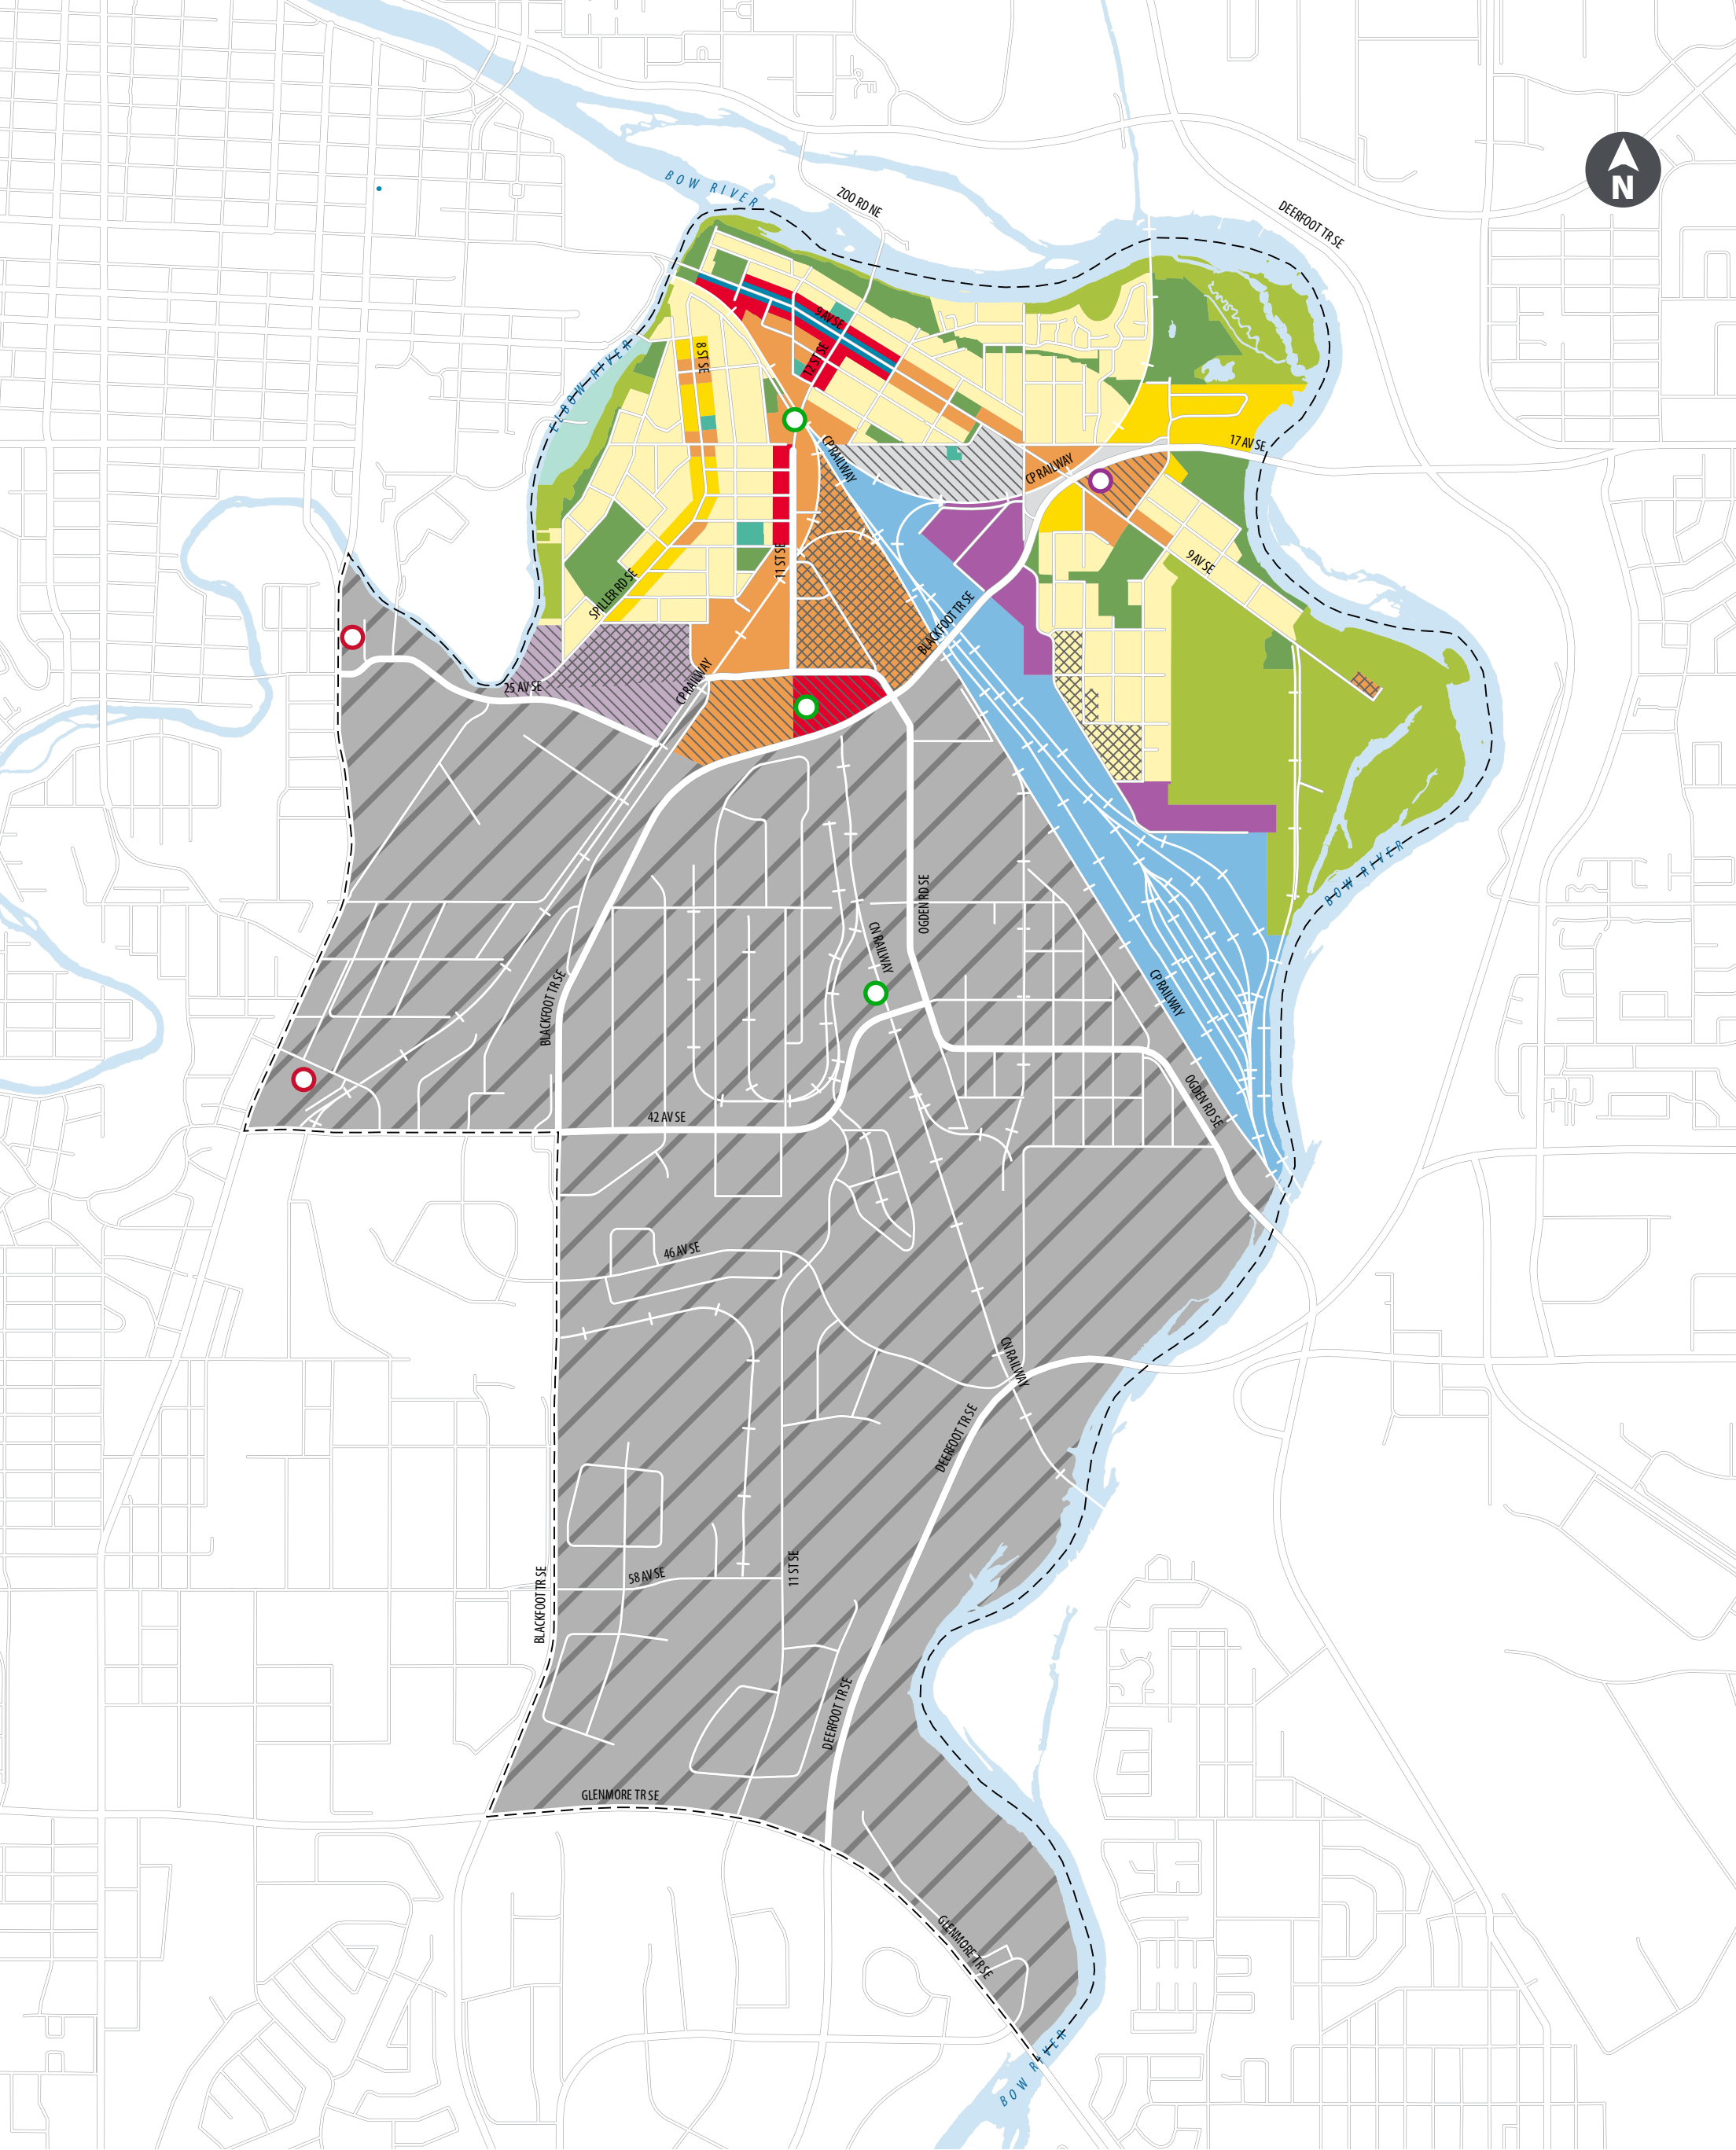 BOW RIVER
ZOO RD NE
DEERFOOT TR SE
N
9 AV SE
8 ST SE
12 ST SE
ELBOW RIVER
17 AV SE
CP RAILWAY
CP RAILWAY
11 ST SE
9 AV SE
SPILLER RD SE
BLACKFOOT TR SE
25 AV SE
CP RAILWAY
BOW RIVER
OGDEN RD SE
CN RAILWAY
BLACKFOOT TR SE
CP RAILWAY
OGDEN RD SE
42 AV SE
46 AV SE
CN RAILWAY
DEERFOOT TR SE
58 AV SE
11 ST SE
BLACKFOOT TR SE
DEERFOOT TR SE
GLENMORE TR SE
GLENMORE TR SE
BOW RIVER